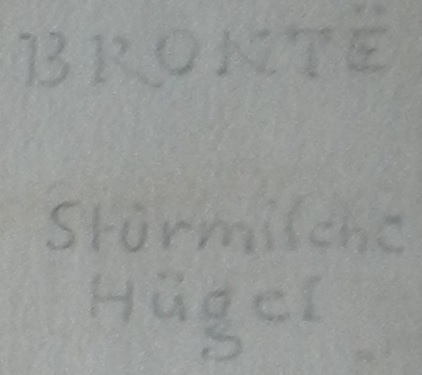 BRONTË
Stürmische
Hügel